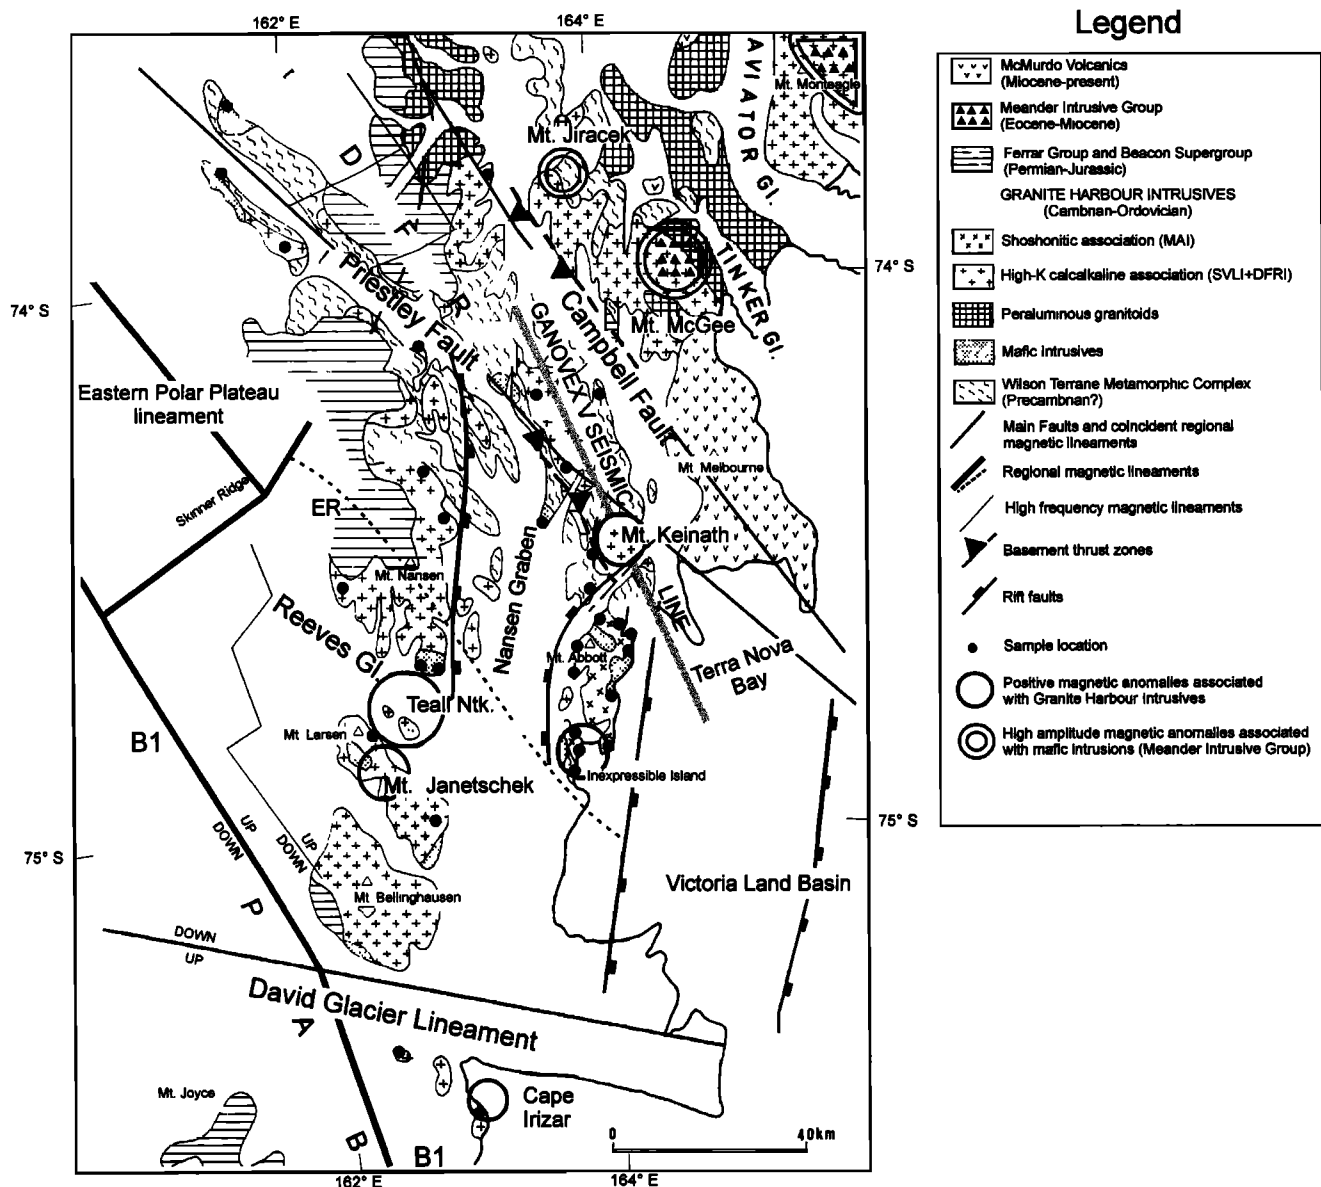 162° E
164° E
Legend
AVIATOR GL.
Mt. Monteagle
Mt. Jiracek
D
F
R
TINKER GL.
74° S
74° S
Priestley Fault
Campbell Fault
GANOVEX V SEISMIC
LINE
Mt. McGee
Eastern Polar Plateau
lineament
Skinner Ridge
ER
Mt. Melbourne
Mt. Keinath
Mt. Nansen
Nansen Graben
Reeves Gl.
Mt. Abbott
Terra Nova
Bay
Teall Ntk.
Mt. Larsen
B1
Mt. Janetschek
Inexpressible Island
UP
DOWN
UP
DOWN
75° S
75° S
Mt. Bellinghausen
Victoria Land Basin
P
DOWN
UP
David Glacier Lineament
A
Mt. Joyce
Cape
Irizar
B
B1
0
40km
162° E
164° E
McMurdo Volcanics
(Miocene-present)
Meander Intrusive Group
(Eocene-Miocene)
Ferrar Group and Beacon Supergroup
(Permian-Jurassic)
GRANITE HARBOUR INTRUSIVES
(Cambrian-Ordovician)
Shoshonitic association (MAI)
High-K calcalkaline association (SVLI+DFRI)
Peraluminous granitoids
Mafic intrusives
Wilson Terrane Metamorphic Complex
(Precambrian?)
Main Faults and coincident regional
magnetic lineaments
Regional magnetic lineaments
High frequency magnetic lineaments
Basement thrust zones
Rift faults
Sample location
Positive magnetic anomalies associated
with Granite Harbour Intrusives
High amplitude magnetic anomalies associated
with mafic intrusions (Meander Intrusive Group)